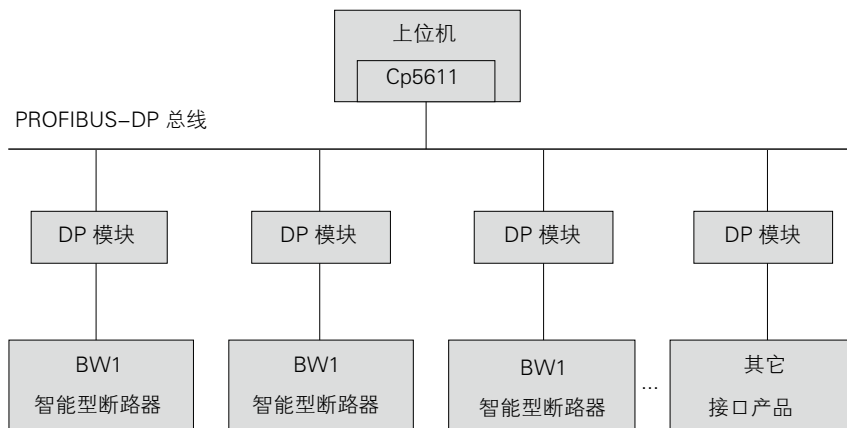 上位机
Cp5611
PROFIBUS–DP 总线
DP 模块
DP 模块
DP 模块
DP 模块
BW1
智能型断路器
BW1
智能型断路器
BW1
智能型断路器
...
其它
接口产品